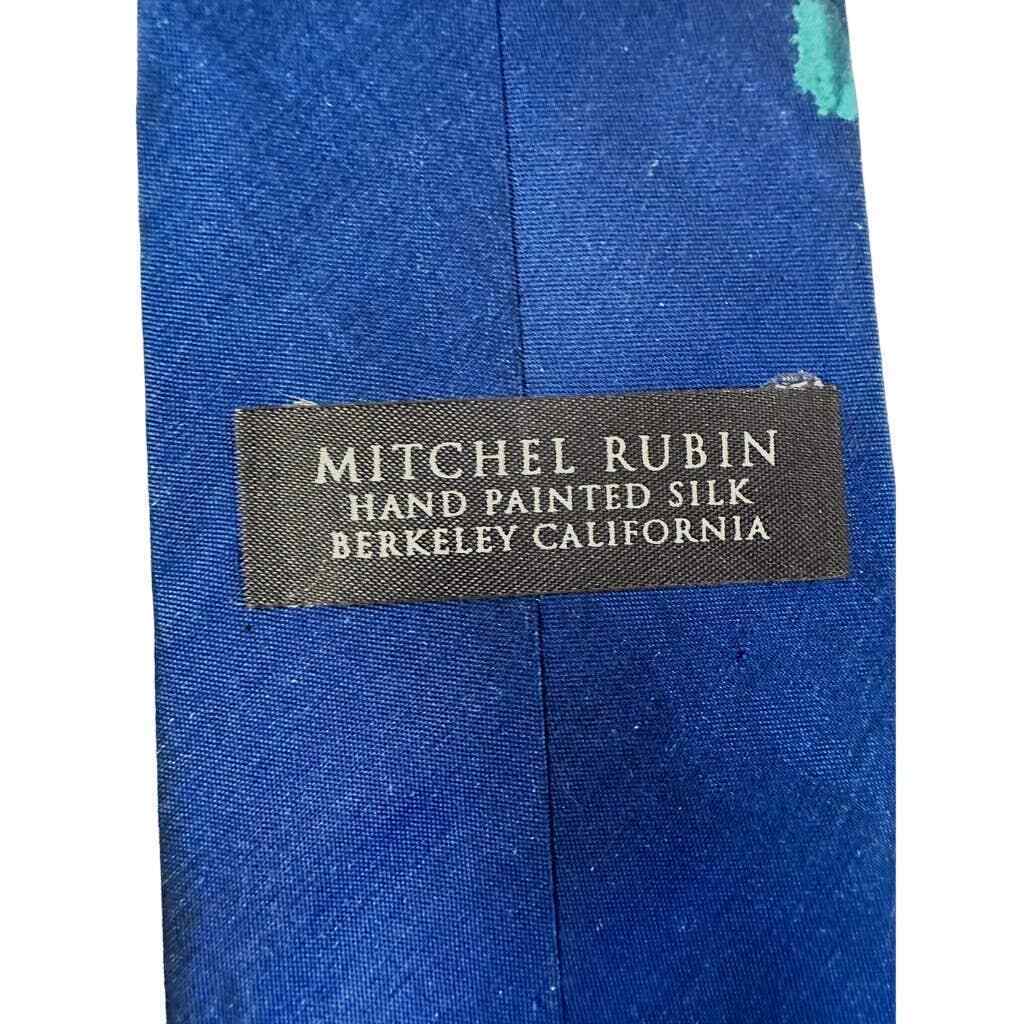 MITCHEL RUBIN
HAND PAINTED SILK
BERKELEY CALIFORNIA